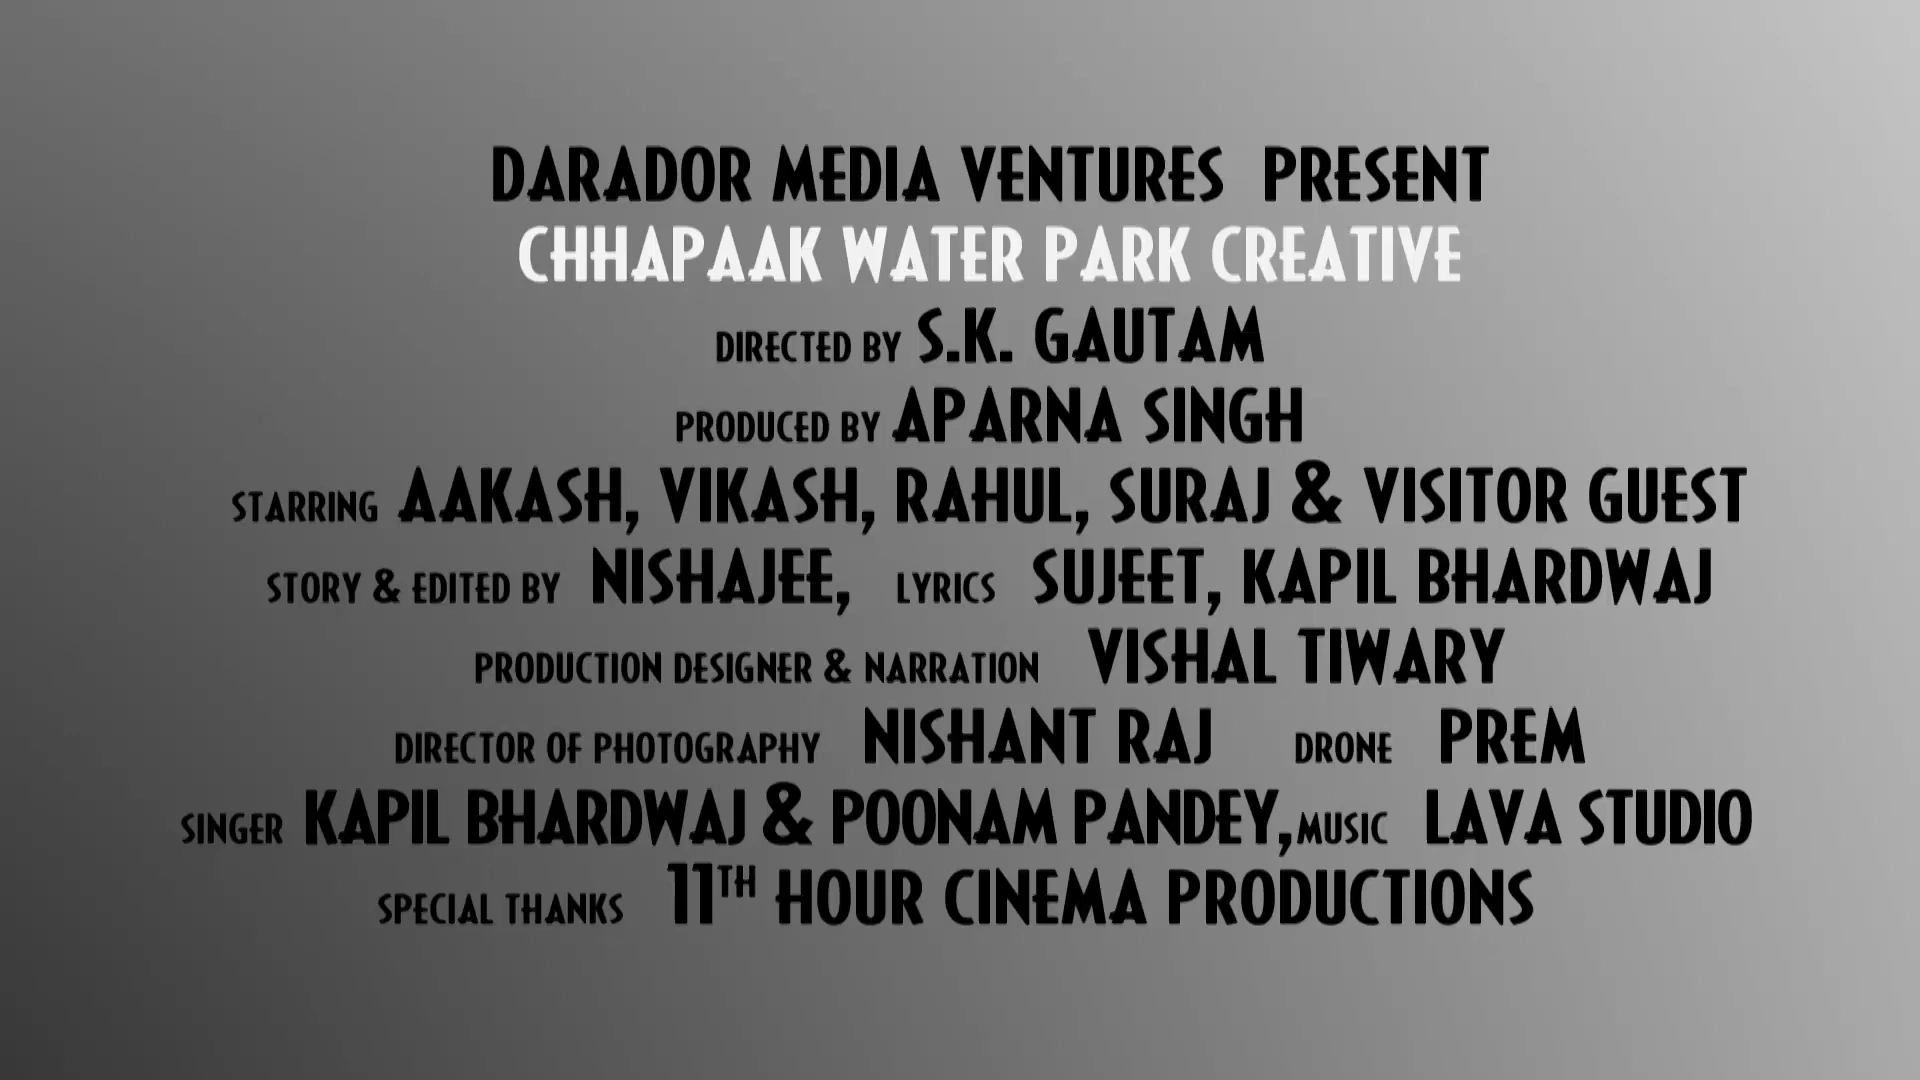 DARADOR MEDIA VENTURES PRESENT
CHHAPAAK WATER PARK CREATIVE
DIRECTED BY S.K. GAUTAM
PRODUCED BY APARNA SINGH
STARRING AAKASH, VIKASH, RAHUL, SURAJ & VISITOR GUEST
STORY & EDITED BY NISHAJEE, LYRICS SUJEET, KAPIL BHARDWAJ
PRODUCTION DESIGNER & NARRATION VISHAL TIWARY
DIRECTOR OF PHOTOGRAPHY NISHANT RAJ DRONE PREM
SINGER KAPIL BHARDWAJ & POONAM PANDEY, MUSIC LAVA STUDIO
SPECIAL THANKS 11TH HOUR CINEMA PRODUCTIONS